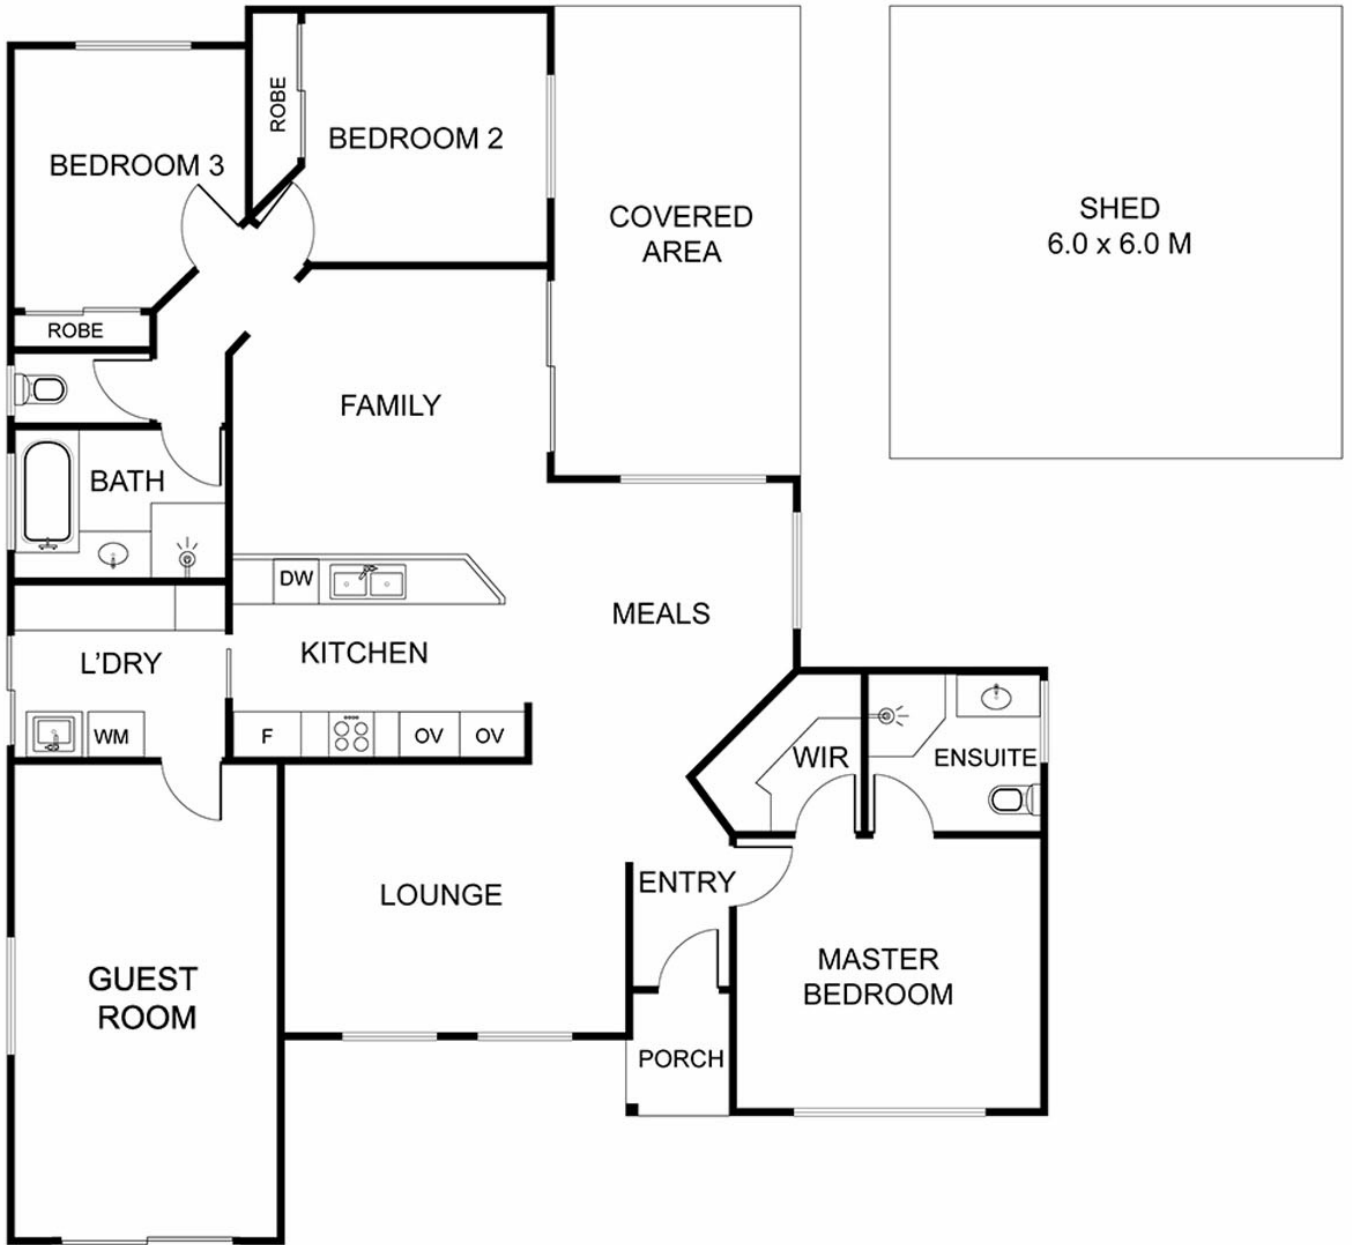 ROBE
BEDROOM 2
BEDROOM 3
COVERED
AREA
SHED
6.0 x 6.0 M
ROBE
FAMILY
BATH
DW
MEALS
KITCHEN
L'DRY
WM
F
OV
OV
WIR
ENSUITE
ENTRY
LOUNGE
MASTER
BEDROOM
GUEST
ROOM
PORCH